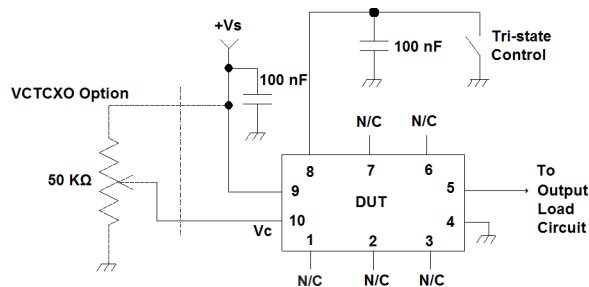 +Vs
100 nF
Tri-state
Control
100 nF
VCTCXO Option
N/C
N/C
8
7
6
50 KΩ
9
DUT
5
To
Output
Load
Circuit
10
4
Vc
1
2
3
N/C
N/C
N/C